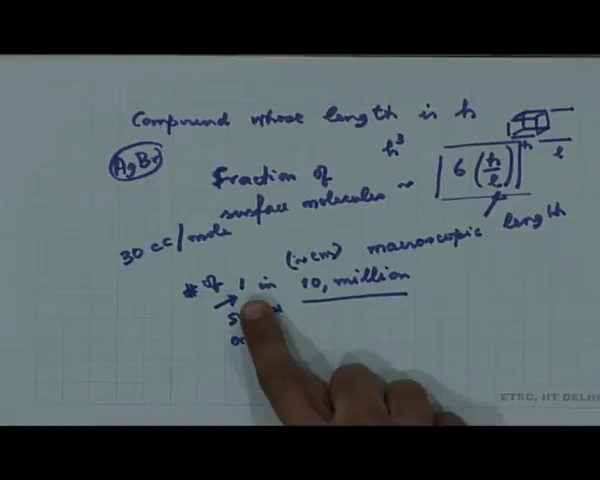 Compound whose length is h
AgBr
h³
Fraction of
surface molecules ~ 6 (h/l)
l
30 cc/mole
(~cm) macroscopic length
# of 1 in 10, million
ETSC, IIT DELHI